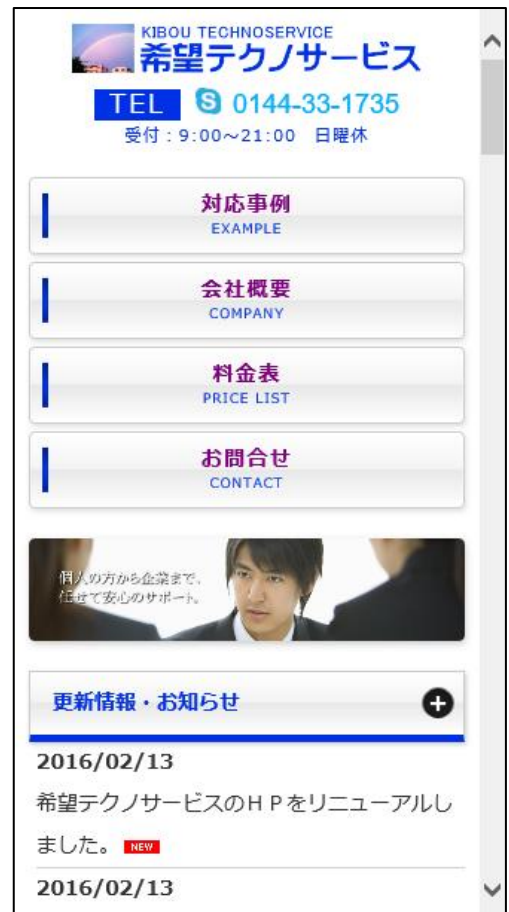 KIBOU TECHNOSERVICE
希望テクノサービス
TEL 0144-33-1735
受付:9:00～21:00 日曜休
対応事例
EXAMPLE
会社概要
COMPANY
料金表
PRICE LIST
お問合せ
CONTACT
個人の方から企業まで、
任せて安心のサポート。
更新情報・お知らせ
2016/02/13
希望テクノサービスのＨＰをリニューアルし
ました。 NEW
2016/02/13